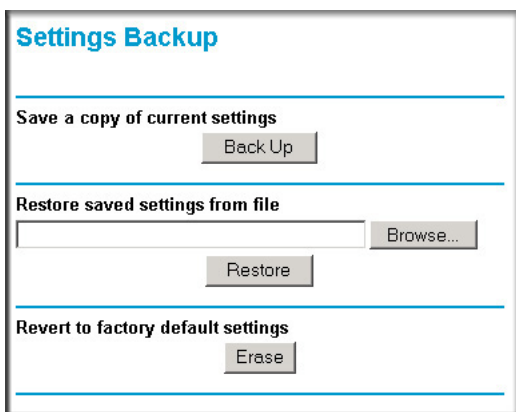 Settings Backup
Save a copy of current settings
Back Up
Restore saved settings from file
Browse...
Restore
Revert to factory default settings
Erase